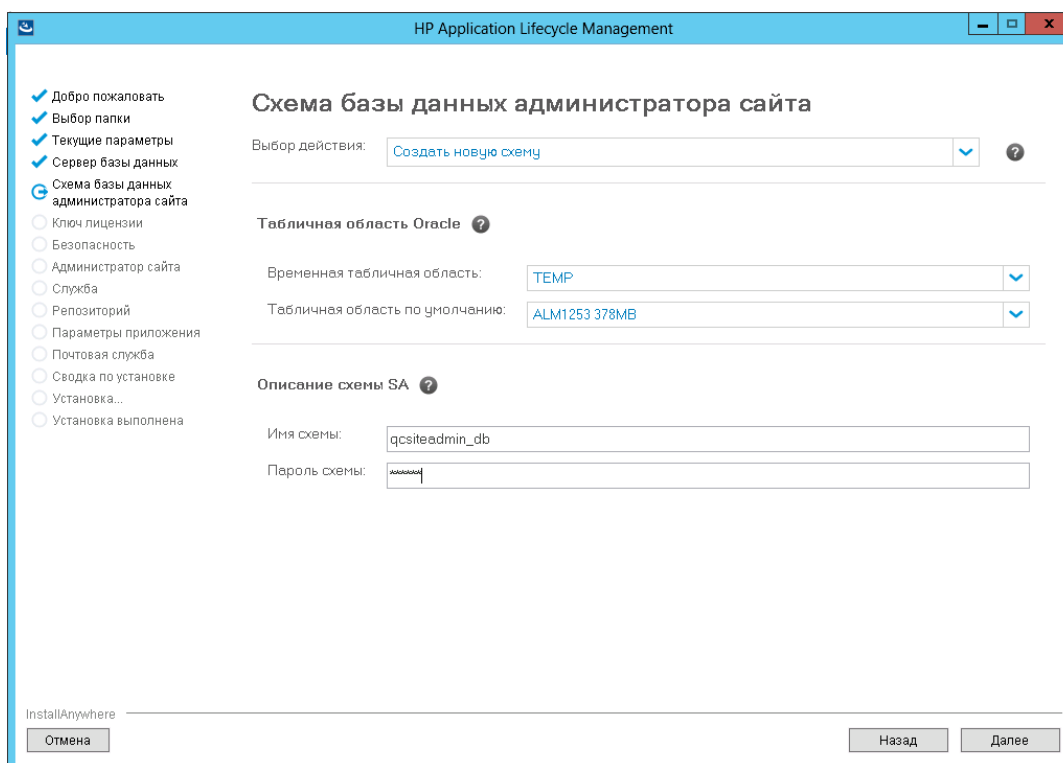 HP Application Lifecycle Management
Добро пожаловать
Выбор папки
Текущие параметры
Сервер базы данных
Схема базы данных
администратора сайта
Ключ лицензии
Безопасность
Администратор сайта
Служба
Репозиторий
Параметры приложения
Почтовая служба
Сводка по установке
Установка...
Установка выполнена
Схема базы данных администратора сайта
Выбор действия:
Создать новую схему
Табличная область Oracle
Временная табличная область:
TEMP
Табличная область по умолчанию:
ALM1253 378MB
Описание схемы SA
Имя схемы:
qcsiteadmin_db
Пароль схемы:
InstallAnywhere
Отмена
Назад
Далее